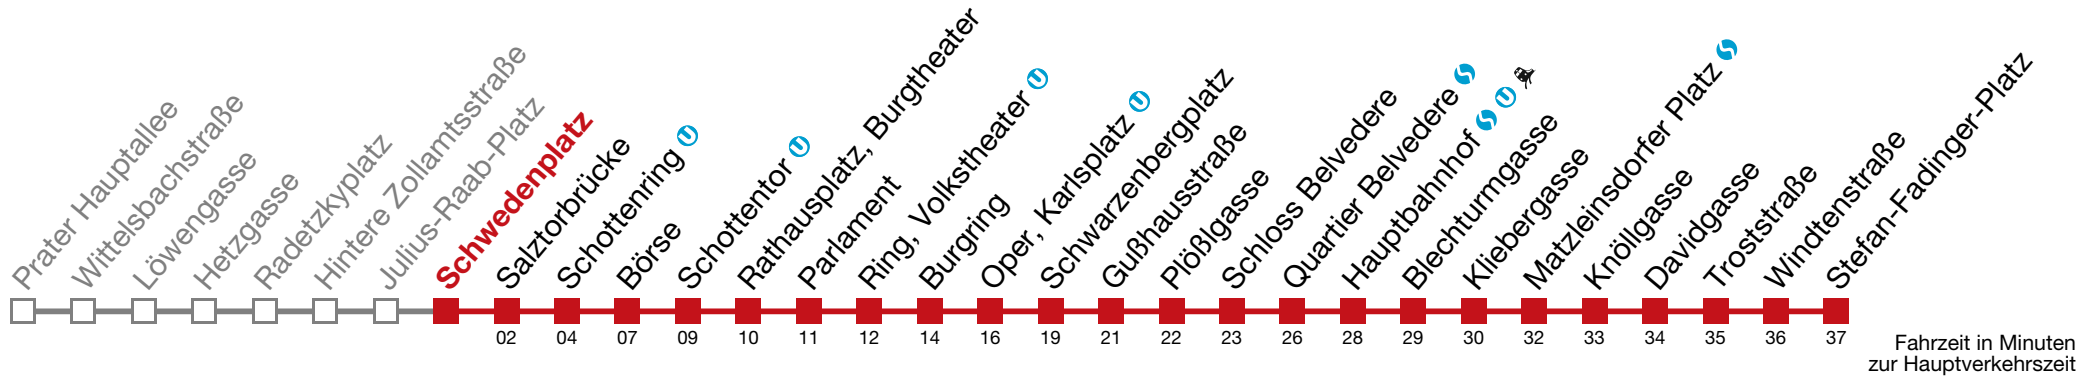 Prater Hauptallee
Wittelsbachstraße
Löwengasse
Hetzgasse
Radetzkyplatz
Hintere Zollamtsstraße
Julius-Raab-Platz
Schwedenplatz
Salztorbrücke
Schottenring U
Börse
Schottentor U
Rathausplatz, Burgtheater
Parlament
Ring, Volkstheater U
Burgring
Oper, Karlsplatz U
Schwarzenbergplatz
Gußhausstraße
Plößlgasse
Schloss Belvedere
Quartier Belvedere S
Hauptbahnhof S U
Blechturmgasse
Kliebergasse
Matzleinsdorfer Platz S
Knöllgasse
Davidgasse
Troststraße
Windtenstraße
Stefan-Fadinger-Platz
02 04 07 09 10 11 12 14 16 19 21 22 23 26 28 29 30 32 33 34 35 36 37
Fahrzeit in Minuten
zur Hauptverkehrszeit